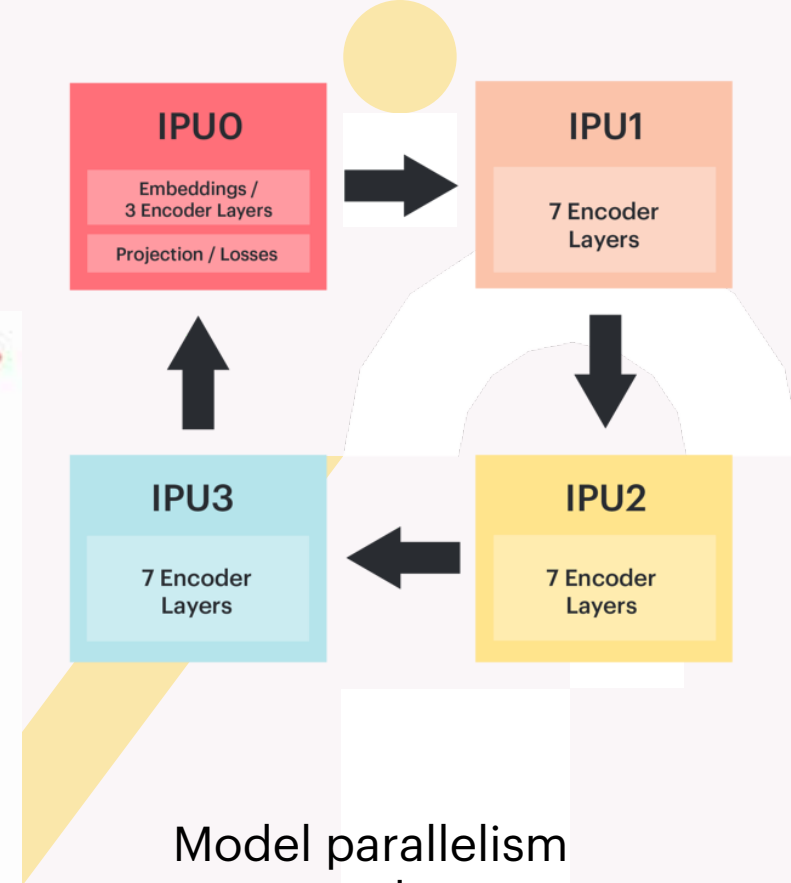 IPU0
Embeddings /
3 Encoder Layers
Projection / Losses
IPU1
7 Encoder
Layers
IPU3
7 Encoder
Layers
IPU2
7 Encoder
Layers
Model parallelism